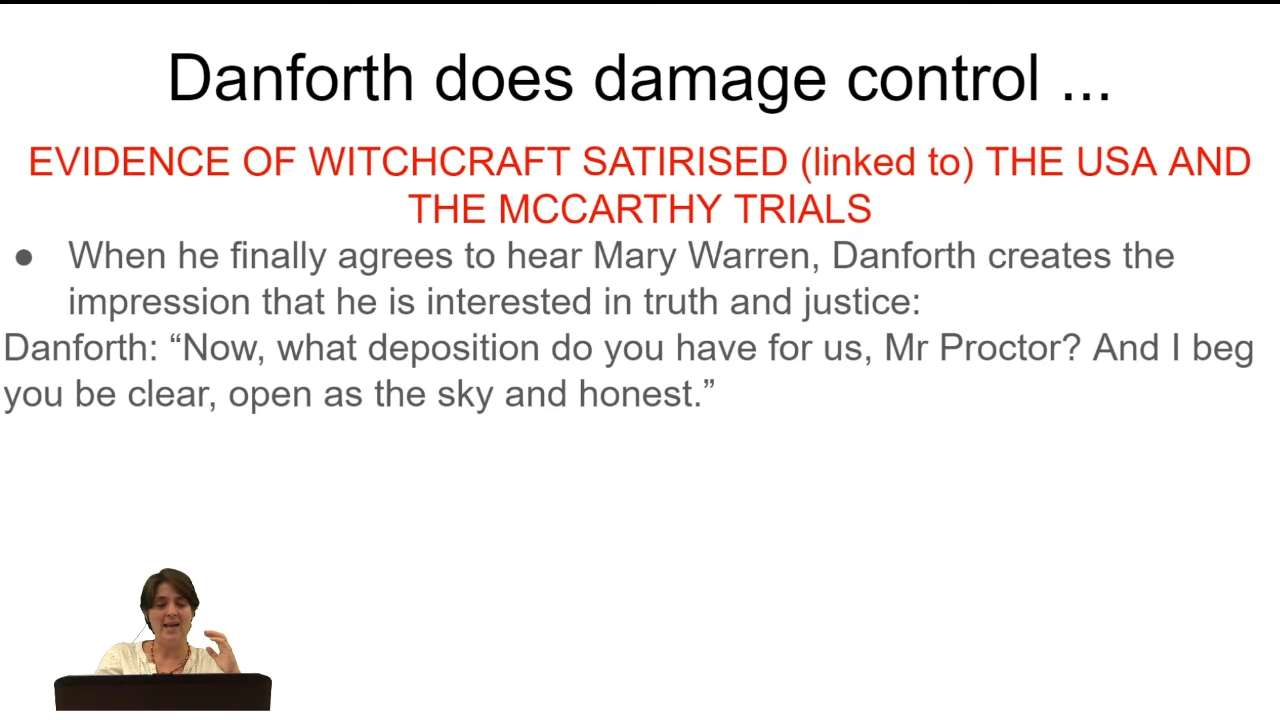 Danforth does damage control ...
EVIDENCE OF WITCHCRAFT SATIRISED (linked to) THE USA AND
THE MCCARTHY TRIALS
● When he finally agrees to hear Mary Warren, Danforth creates the
impression that he is interested in truth and justice:
Danforth: “Now, what deposition do you have for us, Mr Proctor? And I beg
you be clear, open as the sky and honest.”